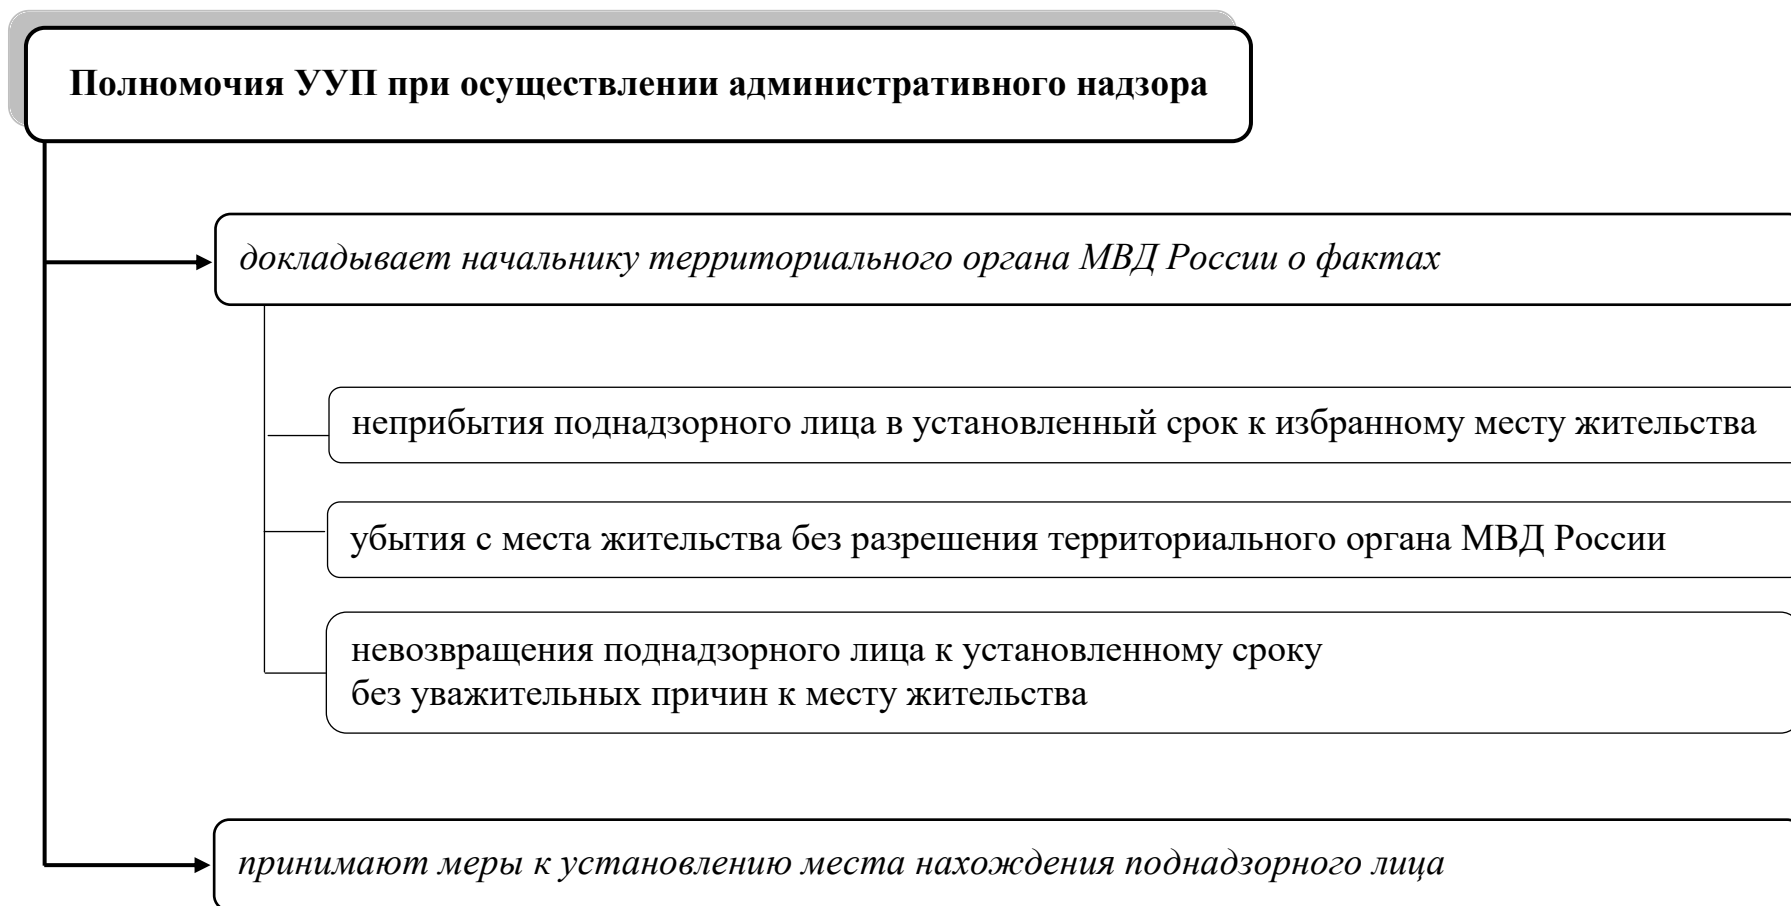 Полномочия УУП при осуществлении административного надзора
докладывает начальнику территориального органа МВД России о фактах
неприбытия поднадзорного лица в установленный срок к избранному месту жительства
убытия с места жительства без разрешения территориального органа МВД России
невозвращения поднадзорного лица к установленному сроку
без уважительных причин к месту жительства
принимают меры к установлению места нахождения поднадзорного лица